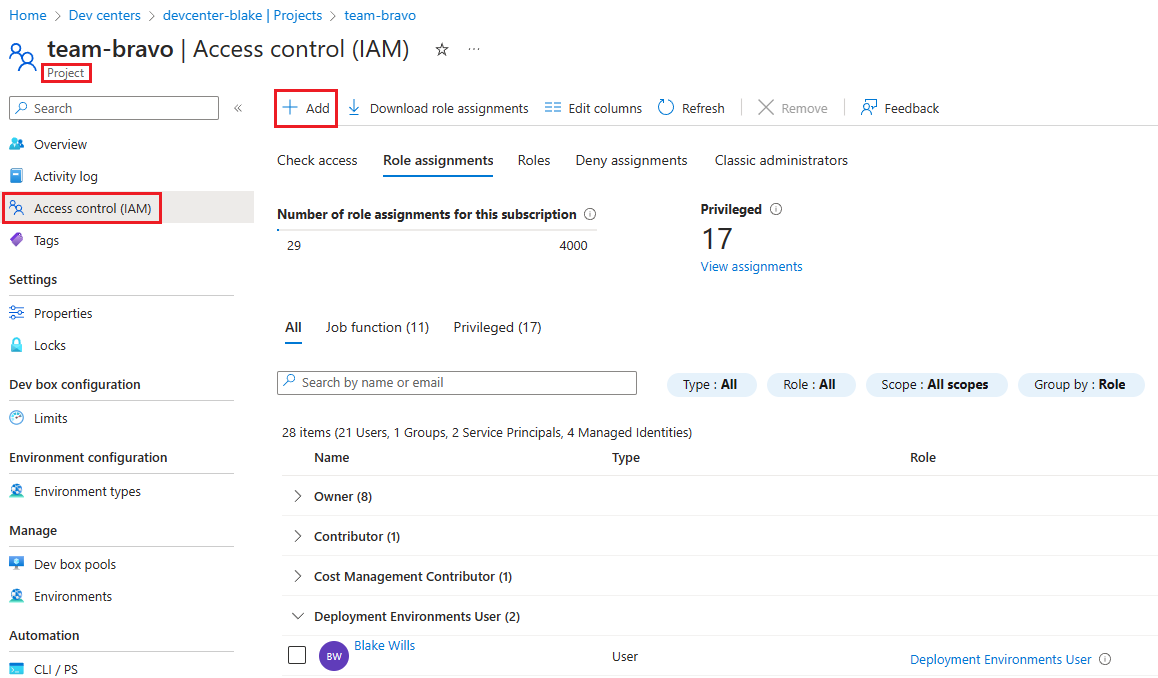 Home > Dev centers > devcenter-blake | Projects > team-bravo
team-bravo | Access control (IAM)
Project
Search
Overview
Activity log
Access control (IAM)
Tags
Settings
Properties
Locks
Dev box configuration
Limits
Environment configuration
Environment types
Manage
Dev box pools
Environments
Automation
CLI / PS
Add Download role assignments Edit columns Refresh Remove Feedback
Check access Role assignments Roles Deny assignments Classic administrators
Number of role assignments for this subscription
29 4000
Privileged
17
View assignments
All Job function (11) Privileged (17)
Search by name or email Type : All Role : All Scope : All scopes Group by : Role
28 items (21 Users, 1 Groups, 2 Service Principals, 4 Managed Identities)
Name Type Role
Owner (8)
Contributor (1)
Cost Management Contributor (1)
Deployment Environments User (2)
BW Blake Wills User Deployment Environments User